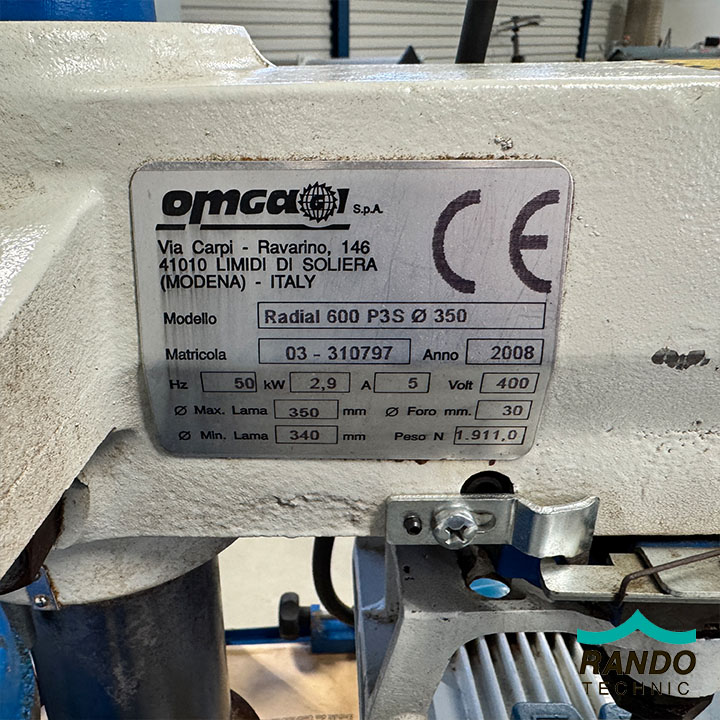 OMGA G S.p.A.
CE
Via Carpi - Ravarino, 146
41010 LIMIDI DI SOLIERA
(MODENA) - ITALY
Modello Radial 600 P3S Ø 350
Matricola 03 - 310797 Anno 2008
Hz 50 kW 2,9 A 5 Volt 400
Ø Max. Lama 350 mm Ø Foro mm. 30
Ø Min. Lama 340 mm Peso N 1.911,0
RANDO
TECHNIC